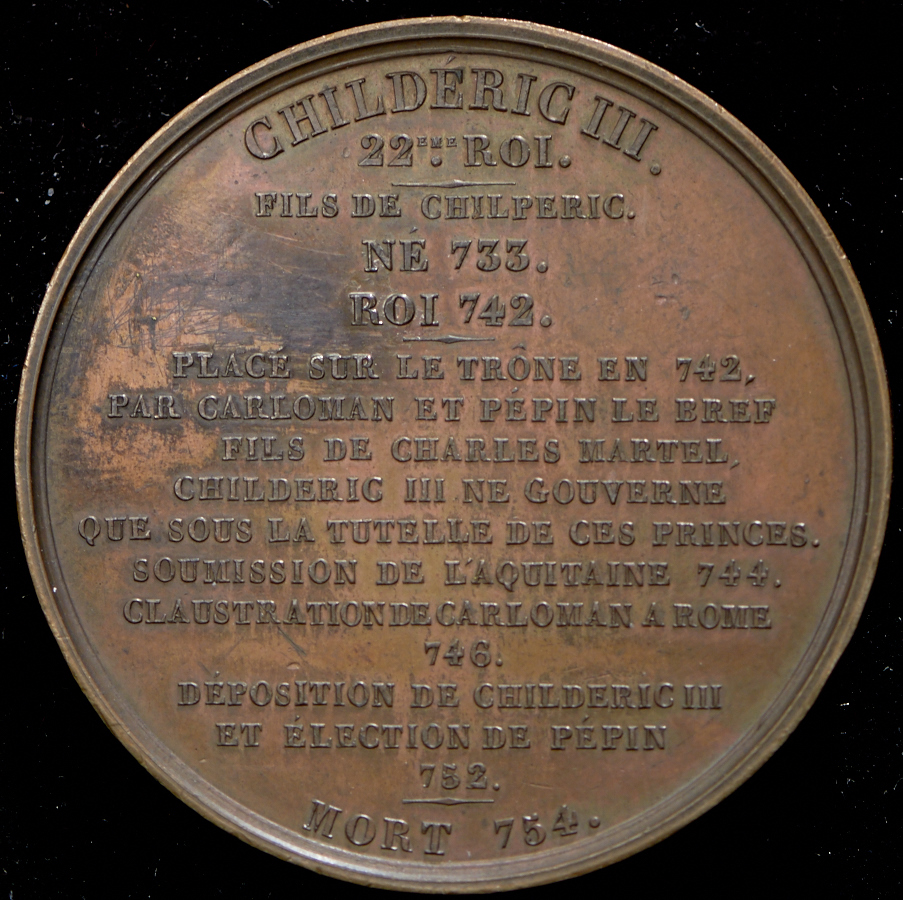 CHILDÉRIC III.
22EME. ROI.
FILS DE CHILPERIC.
NÉ 733.
ROI 742.
PLACÉ SUR LE TRÔNE EN 742,
PAR CARLOMAN ET PÉPIN LE BREF
FILS DE CHARLES MARTEL,
CHILDERIC III NE GOUVERNE
QUE SOUS LA TUTELLE DE CES PRINCES.
SOUMISSION DE L'AQUITAINE 744.
CLAUSTRATION DE CARLOMAN A ROME
746.
DÉPOSITION DE CHILDERIC III
ET ÉLECTION DE PÉPIN
752.
MORT 754.